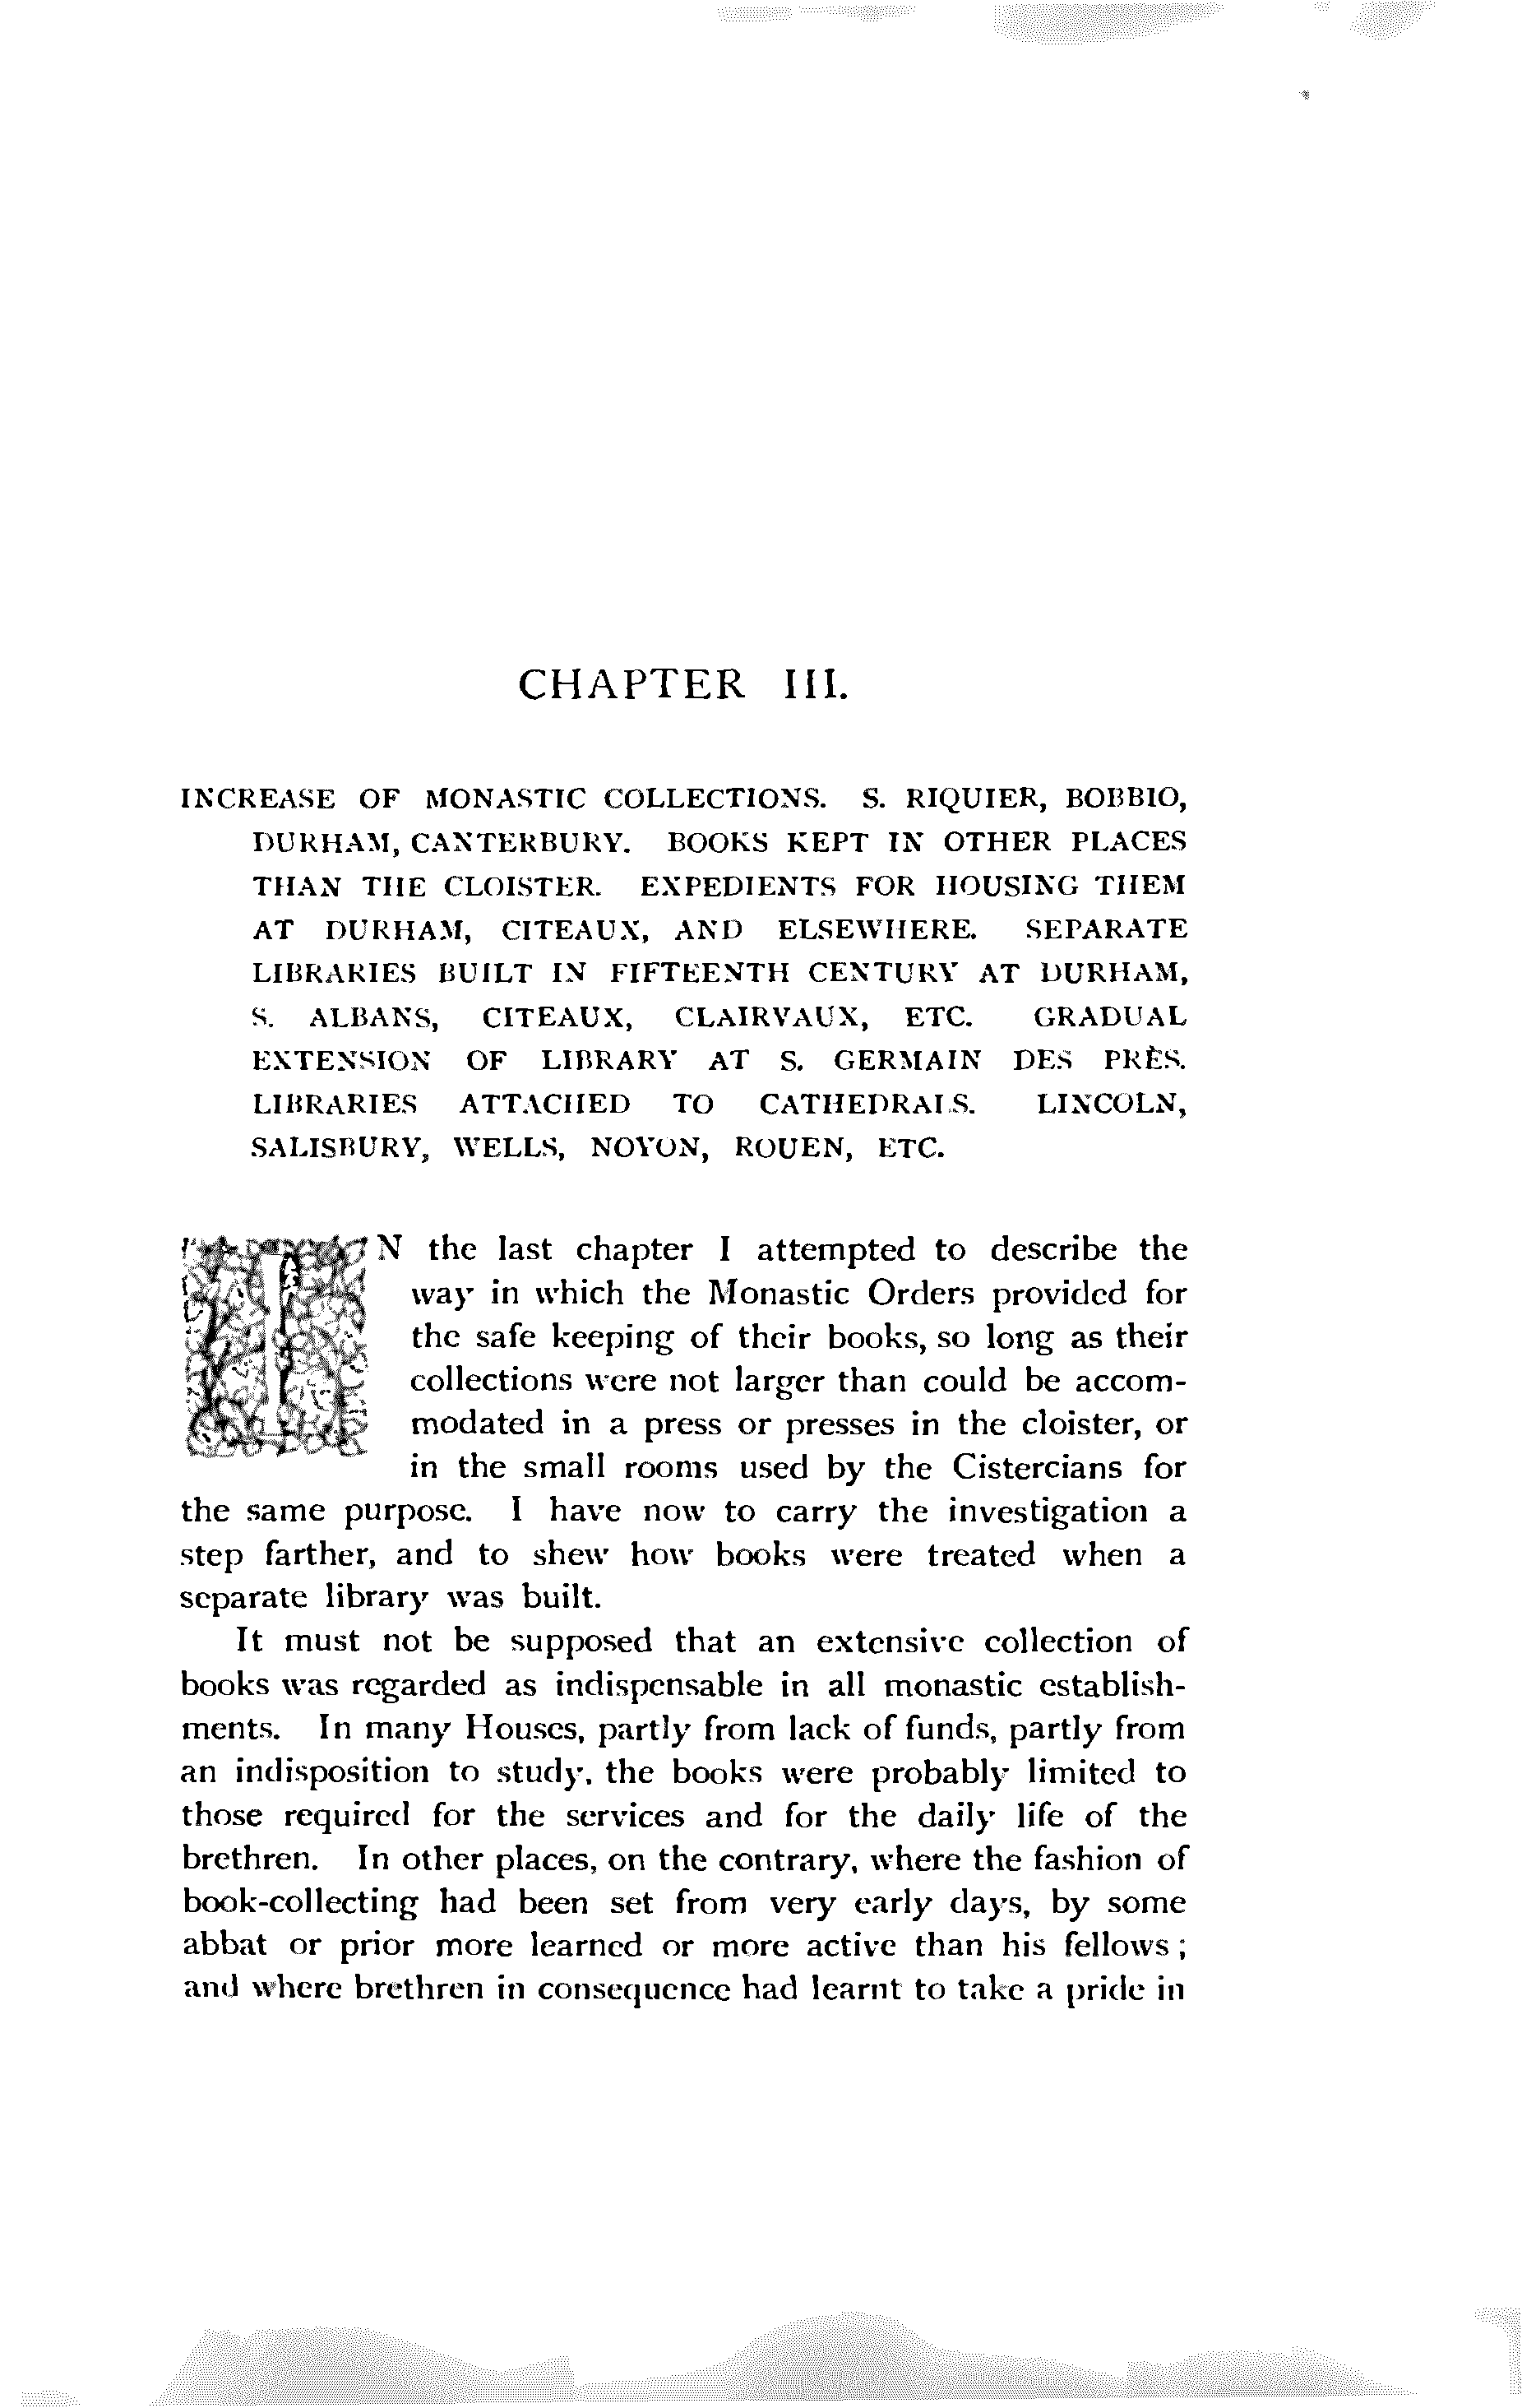 CHAPTER III.
INCREASE OF MONASTIC COLLECTIONS. S. RIQUIER, BOBBIO,
DURHAM, CANTERBURY. BOOKS KEPT IN OTHER PLACES
THAN THE CLOISTER. EXPEDIENTS FOR HOUSING THEM
AT DURHAM, CITEAUX, AND ELSEWHERE. SEPARATE
LIBRARIES BUILT IN FIFTEENTH CENTURY AT DURHAM,
S. ALBANS, CITEAUX, CLAIRVAUX, ETC. GRADUAL
EXTENSION OF LIBRARY AT S. GERMAIN DES PRÈS.
LIBRARIES ATTACHED TO CATHEDRALS. LINCOLN,
SALISBURY, WELLS, NOYON, ROUEN, ETC.
IN the last chapter I attempted to describe the
way in which the Monastic Orders provided for
the safe keeping of their books, so long as their
collections were not larger than could be accom-
modated in a press or presses in the cloister, or
in the small rooms used by the Cistercians for
the same purpose. I have now to carry the investigation a
step farther, and to shew how books were treated when a
separate library was built.
It must not be supposed that an extensive collection of
books was regarded as indispensable in all monastic establish-
ments. In many Houses, partly from lack of funds, partly from
an indisposition to study, the books were probably limited to
those required for the services and for the daily life of the
brethren. In other places, on the contrary, where the fashion of
book-collecting had been set from very early days, by some
abbat or prior more learned or more active than his fellows;
and where brethren in consequence had learnt to take a pride in